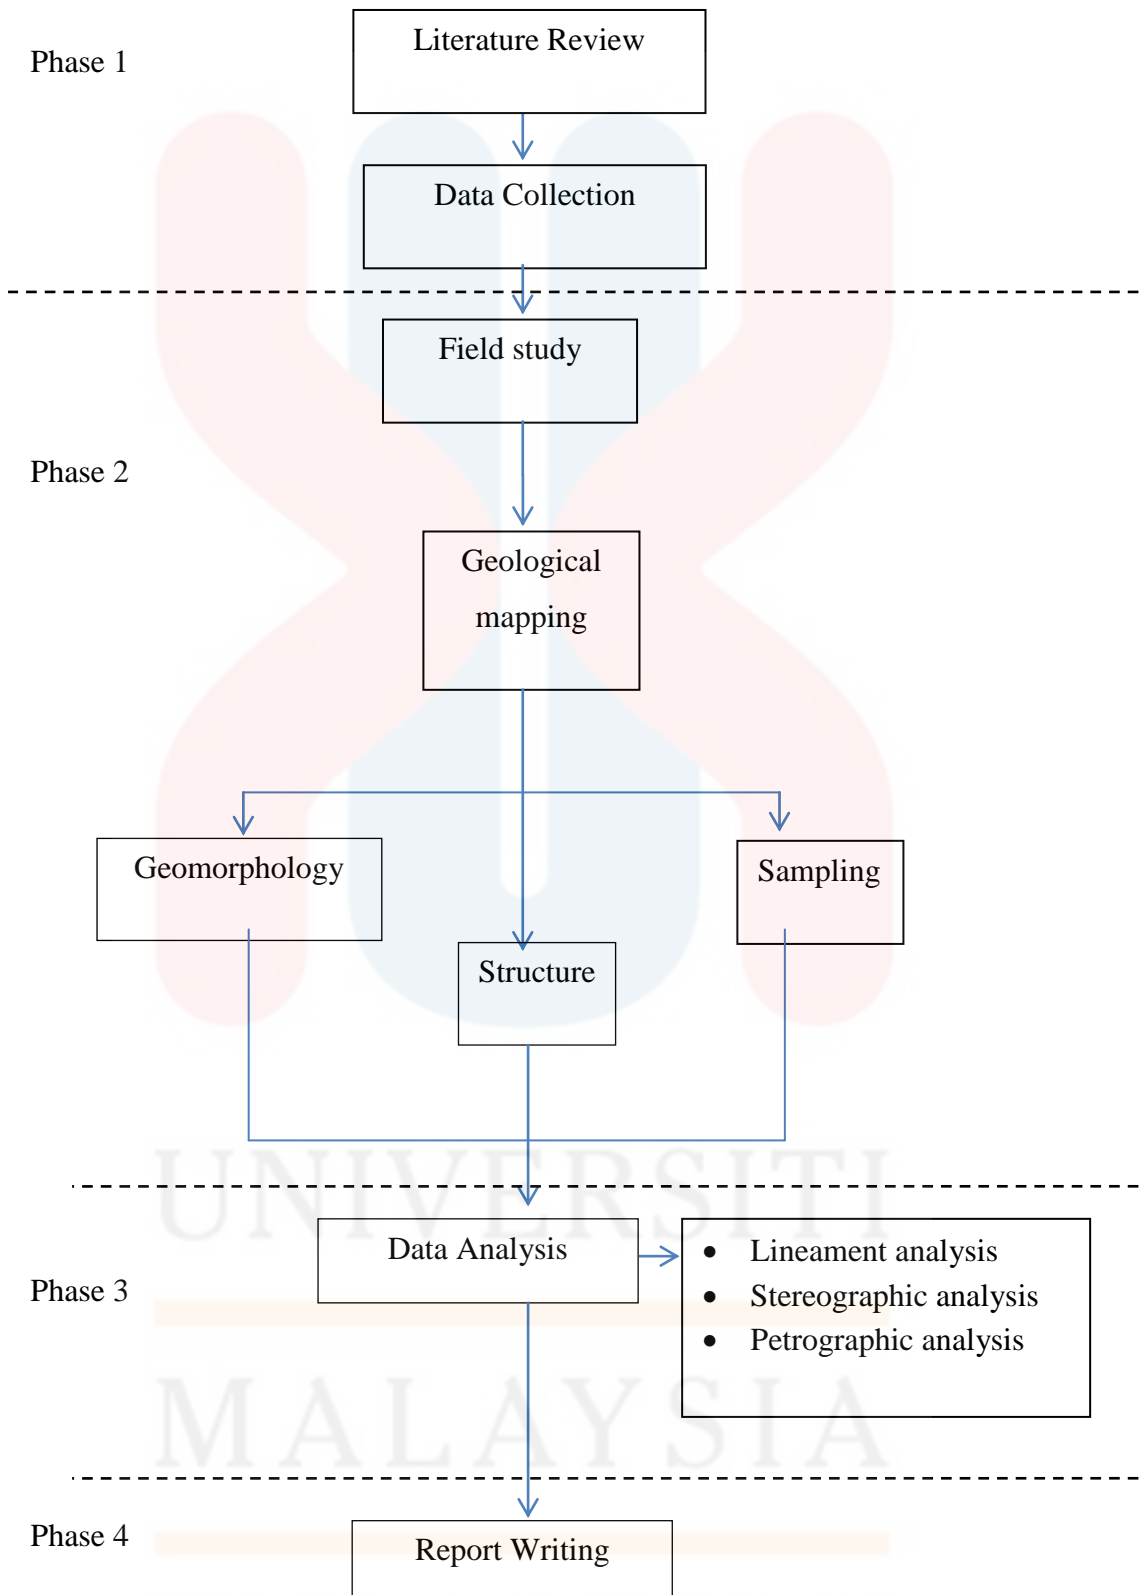 Phase 1
Literature Review
Data Collection
Field study
Phase 2
Geological
mapping
Geomorphology
Sampling
Structure
UNIVERSITI
Data Analysis
• Lineament analysis
• Stereographic analysis
• Petrographic analysis
Phase 3
MALAYSIA
Phase 4
Report Writing